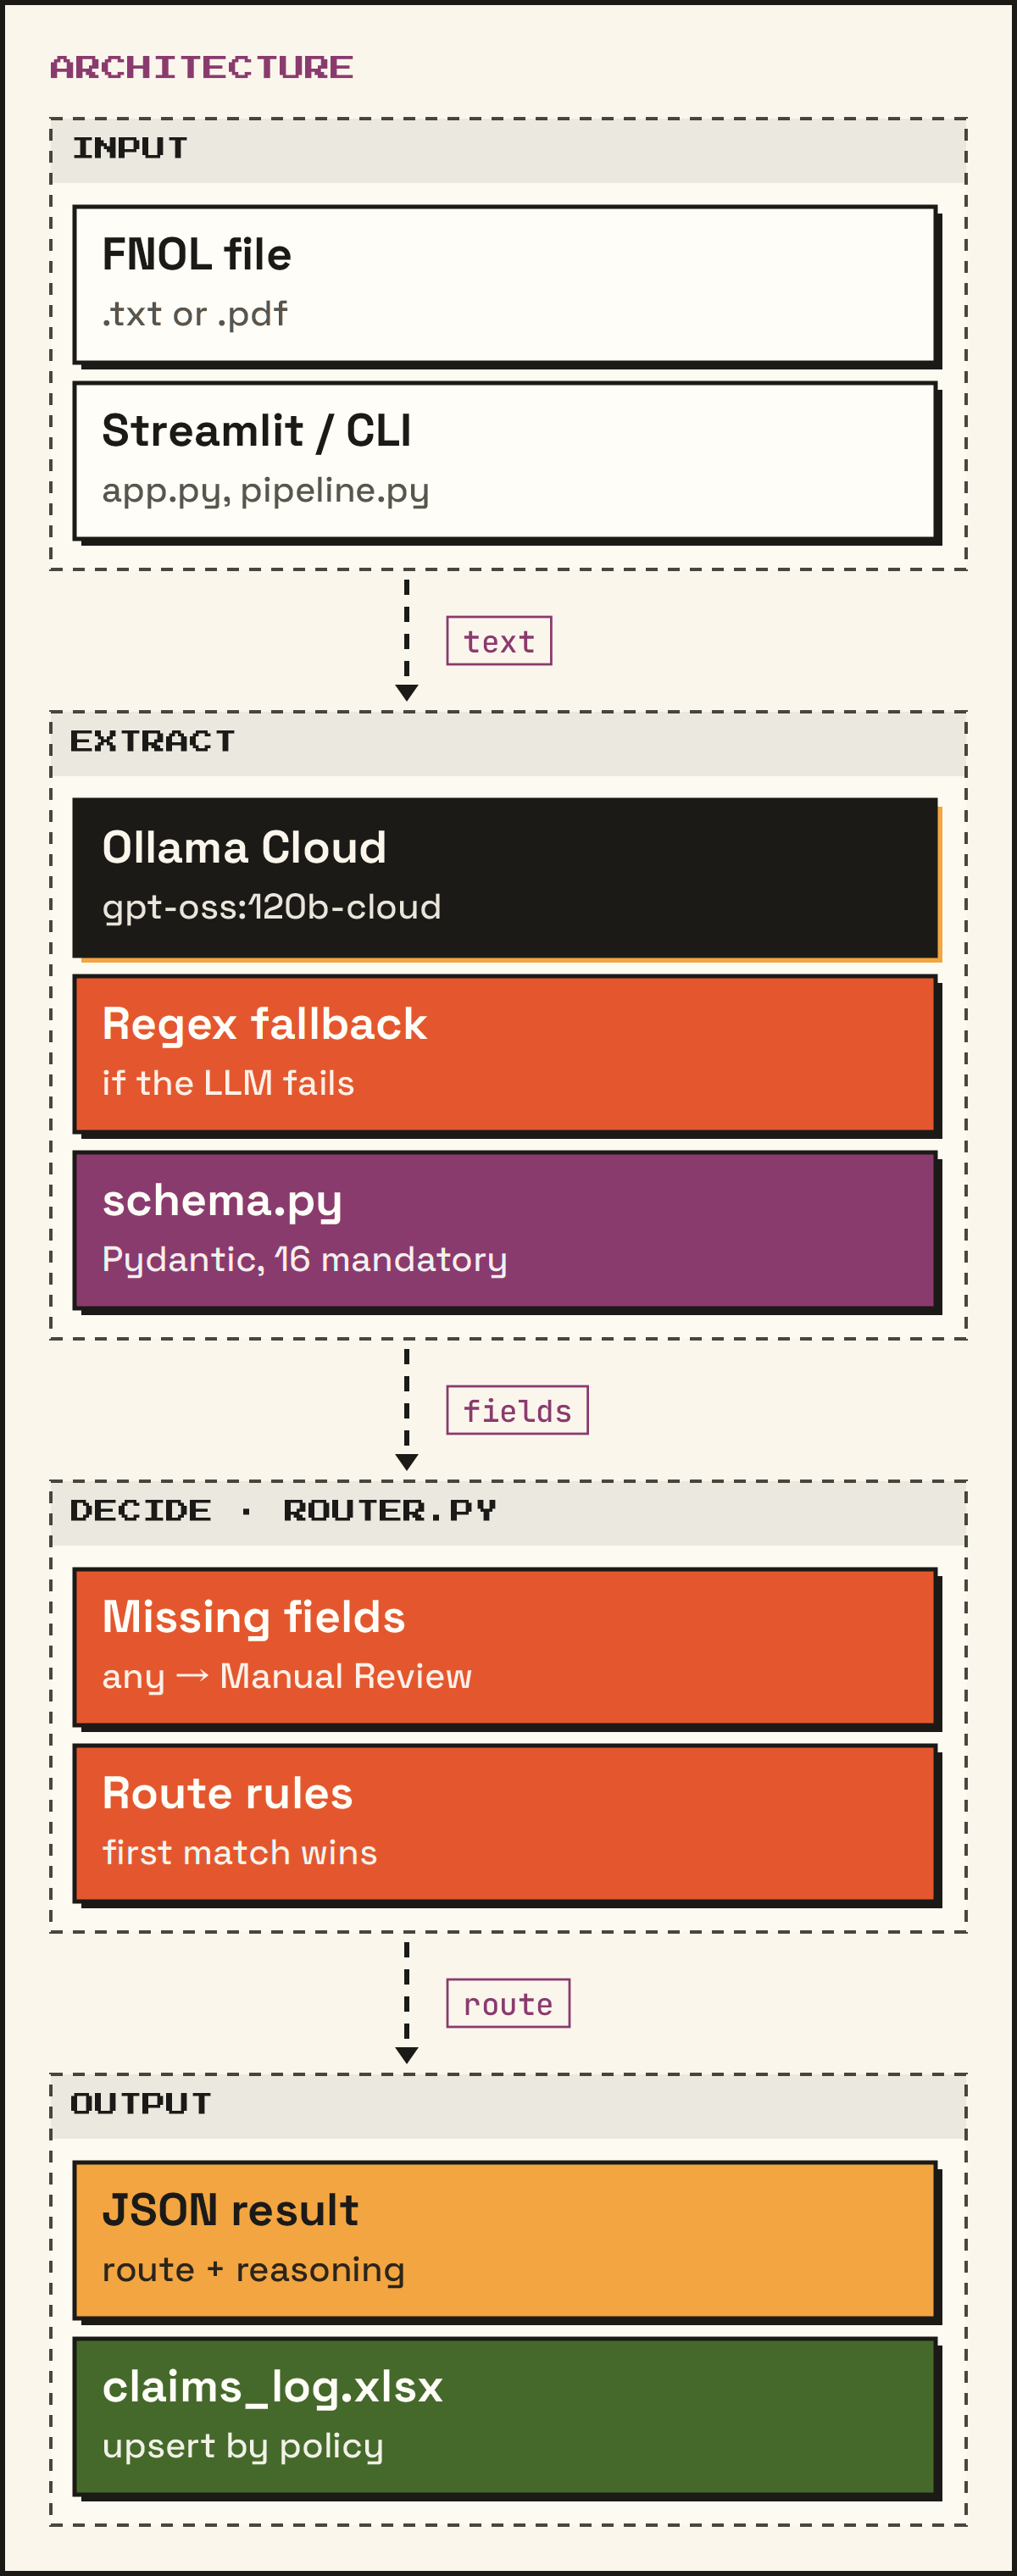 ARCHITECTURE
INPUT
FNOL file
.txt or .pdf
Streamlit / CLI
app.py, pipeline.py
text
EXTRACT
Ollama Cloud
gpt-oss:120b-cloud
Regex fallback
if the LLM fails
schema.py
Pydantic, 16 mandatory
fields
DECIDE · ROUTER.PY
Missing fields
any → Manual Review
Route rules
first match wins
route
OUTPUT
JSON result
route + reasoning
claims_log.xlsx
upsert by policy